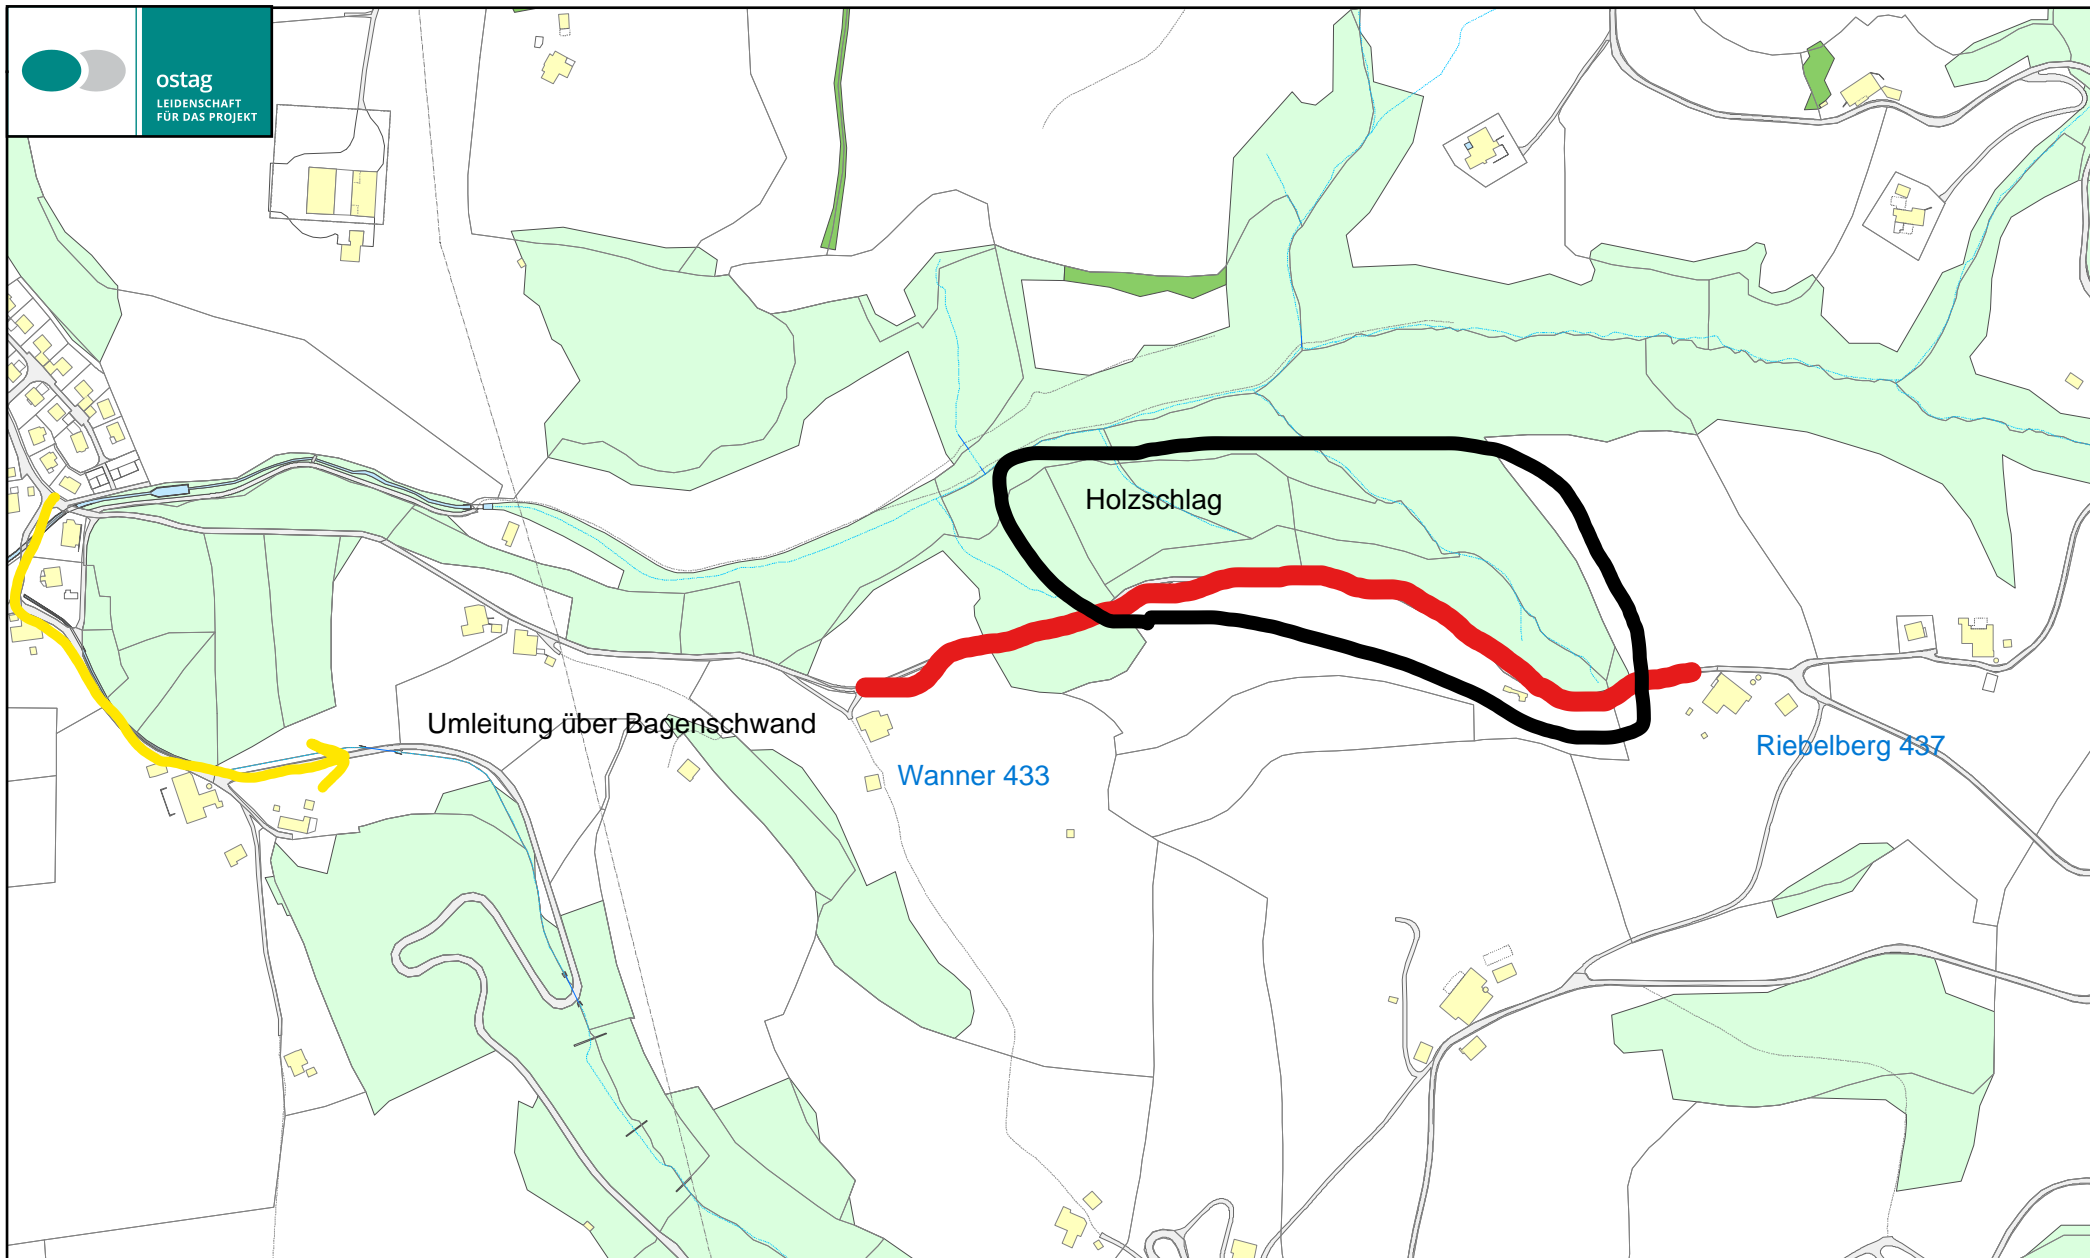 ostag
LEIDENSCHAFT
FÜR DAS PROJEKT
Holzschlag
Umleitung über Bagenschwand
Wanner 433
Riebelberg 437